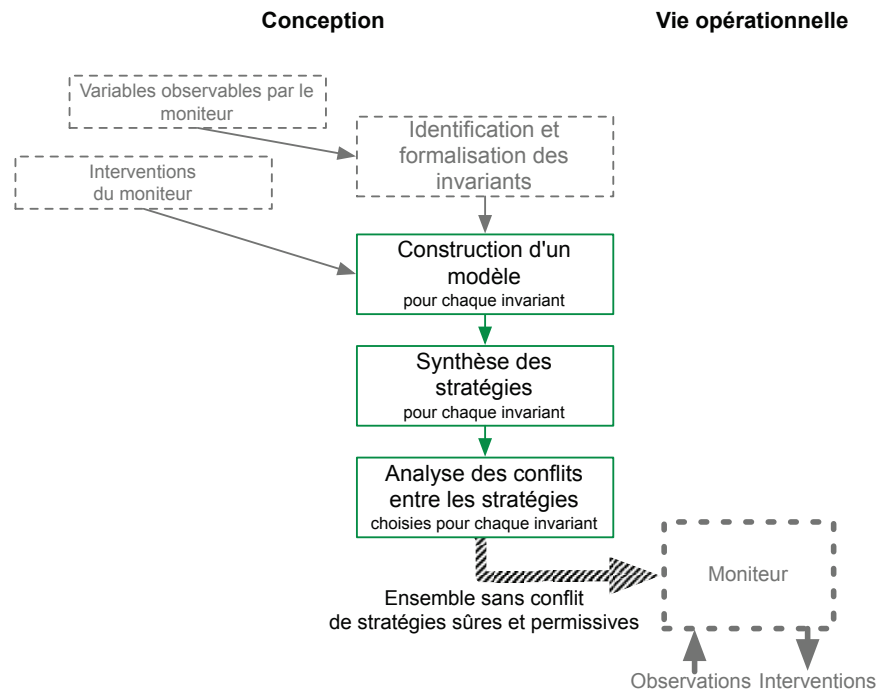 Conception
Vie opérationnelle
Variables observables par le
moniteur
Identification et
formalisation des
invariants
Interventions
du moniteur
Construction d'un
modèle
pour chaque invariant
Synthèse des
stratégies
pour chaque invariant
Analyse des conflits
entre les stratégies
choisies pour chaque invariant
Moniteur
Ensemble sans conflit
de stratégies sûres et permissives
Observations
Interventions